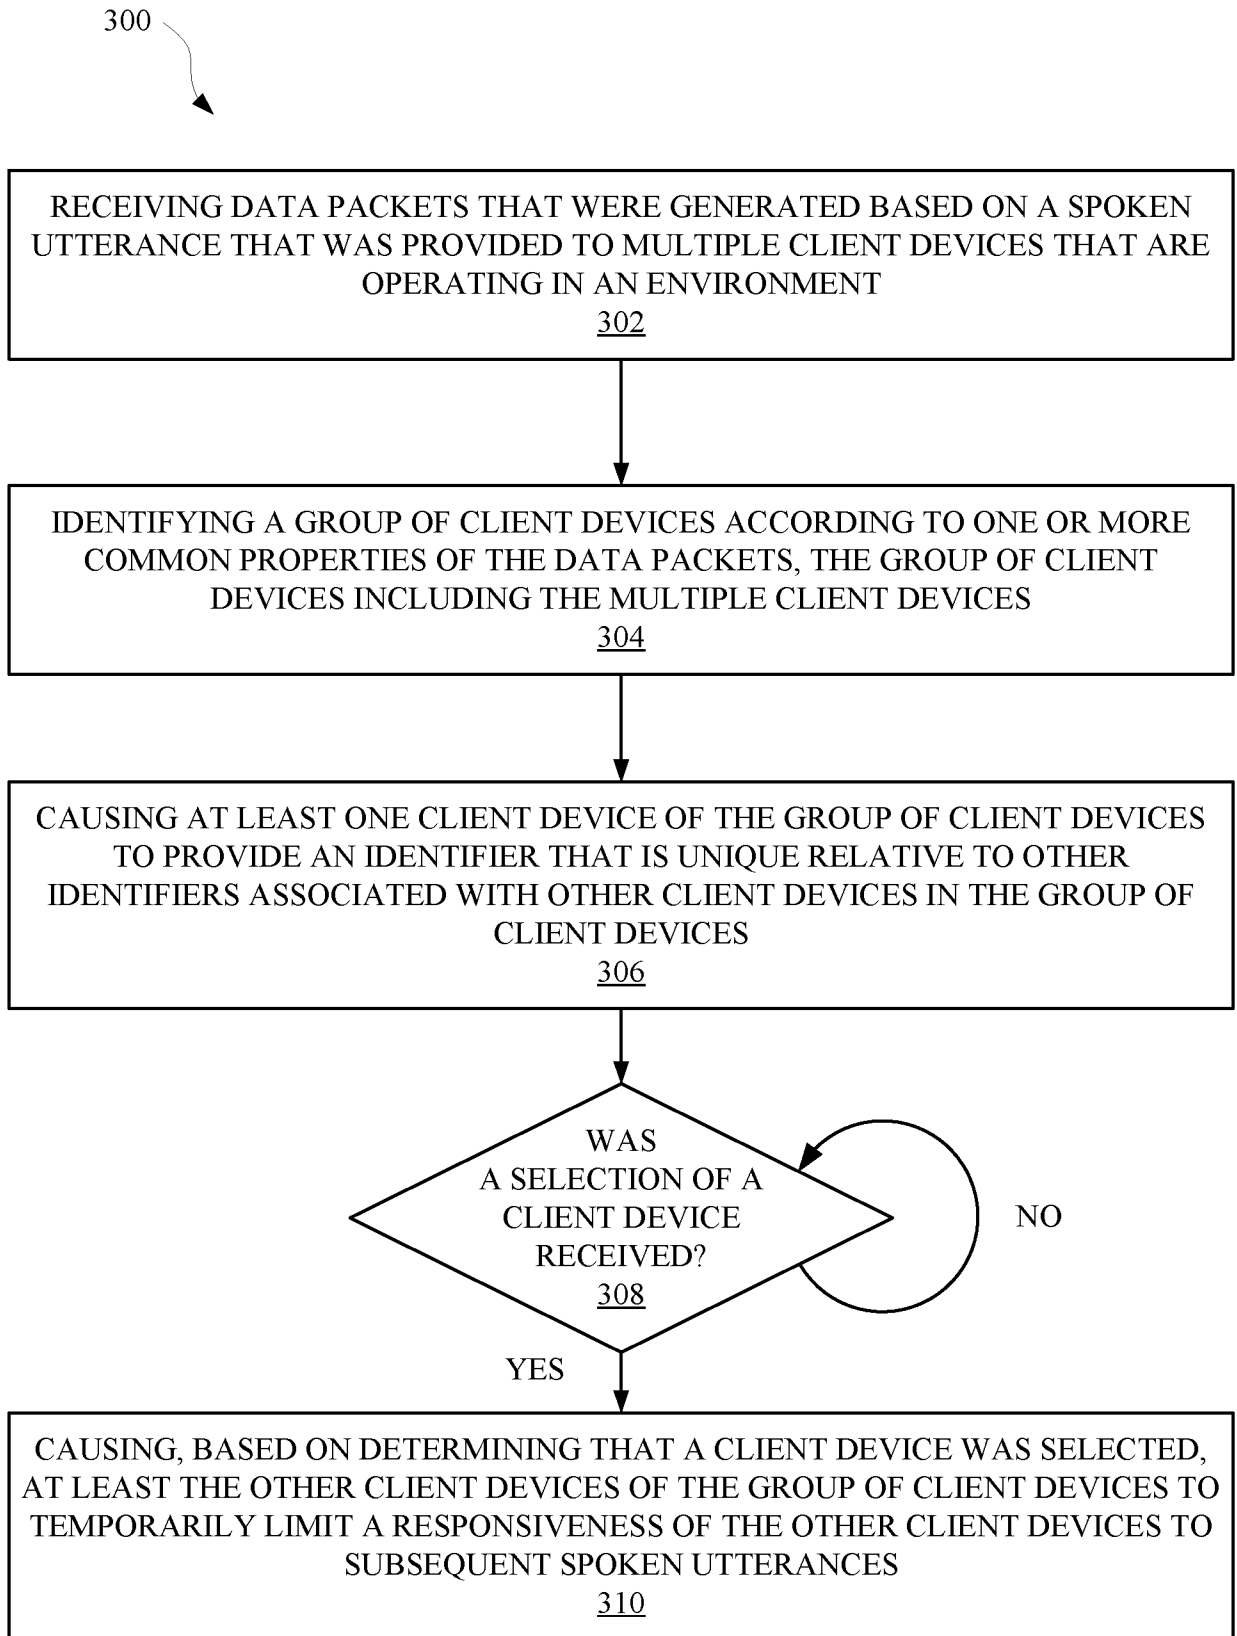 300
RECEIVING DATA PACKETS THAT WERE GENERATED BASED ON A SPOKEN
UTTERANCE THAT WAS PROVIDED TO MULTIPLE CLIENT DEVICES THAT ARE
OPERATING IN AN ENVIRONMENT
302
IDENTIFYING A GROUP OF CLIENT DEVICES ACCORDING TO ONE OR MORE
COMMON PROPERTIES OF THE DATA PACKETS, THE GROUP OF CLIENT
DEVICES INCLUDING THE MULTIPLE CLIENT DEVICES
304
CAUSING AT LEAST ONE CLIENT DEVICE OF THE GROUP OF CLIENT DEVICES
TO PROVIDE AN IDENTIFIER THAT IS UNIQUE RELATIVE TO OTHER
IDENTIFIERS ASSOCIATED WITH OTHER CLIENT DEVICES IN THE GROUP OF
CLIENT DEVICES
306
WAS
A SELECTION OF A
CLIENT DEVICE
RECEIVED?
308
NO
YES
CAUSING, BASED ON DETERMINING THAT A CLIENT DEVICE WAS SELECTED,
AT LEAST THE OTHER CLIENT DEVICES OF THE GROUP OF CLIENT DEVICES TO
TEMPORARILY LIMIT A RESPONSIVENESS OF THE OTHER CLIENT DEVICES TO
SUBSEQUENT SPOKEN UTTERANCES
310